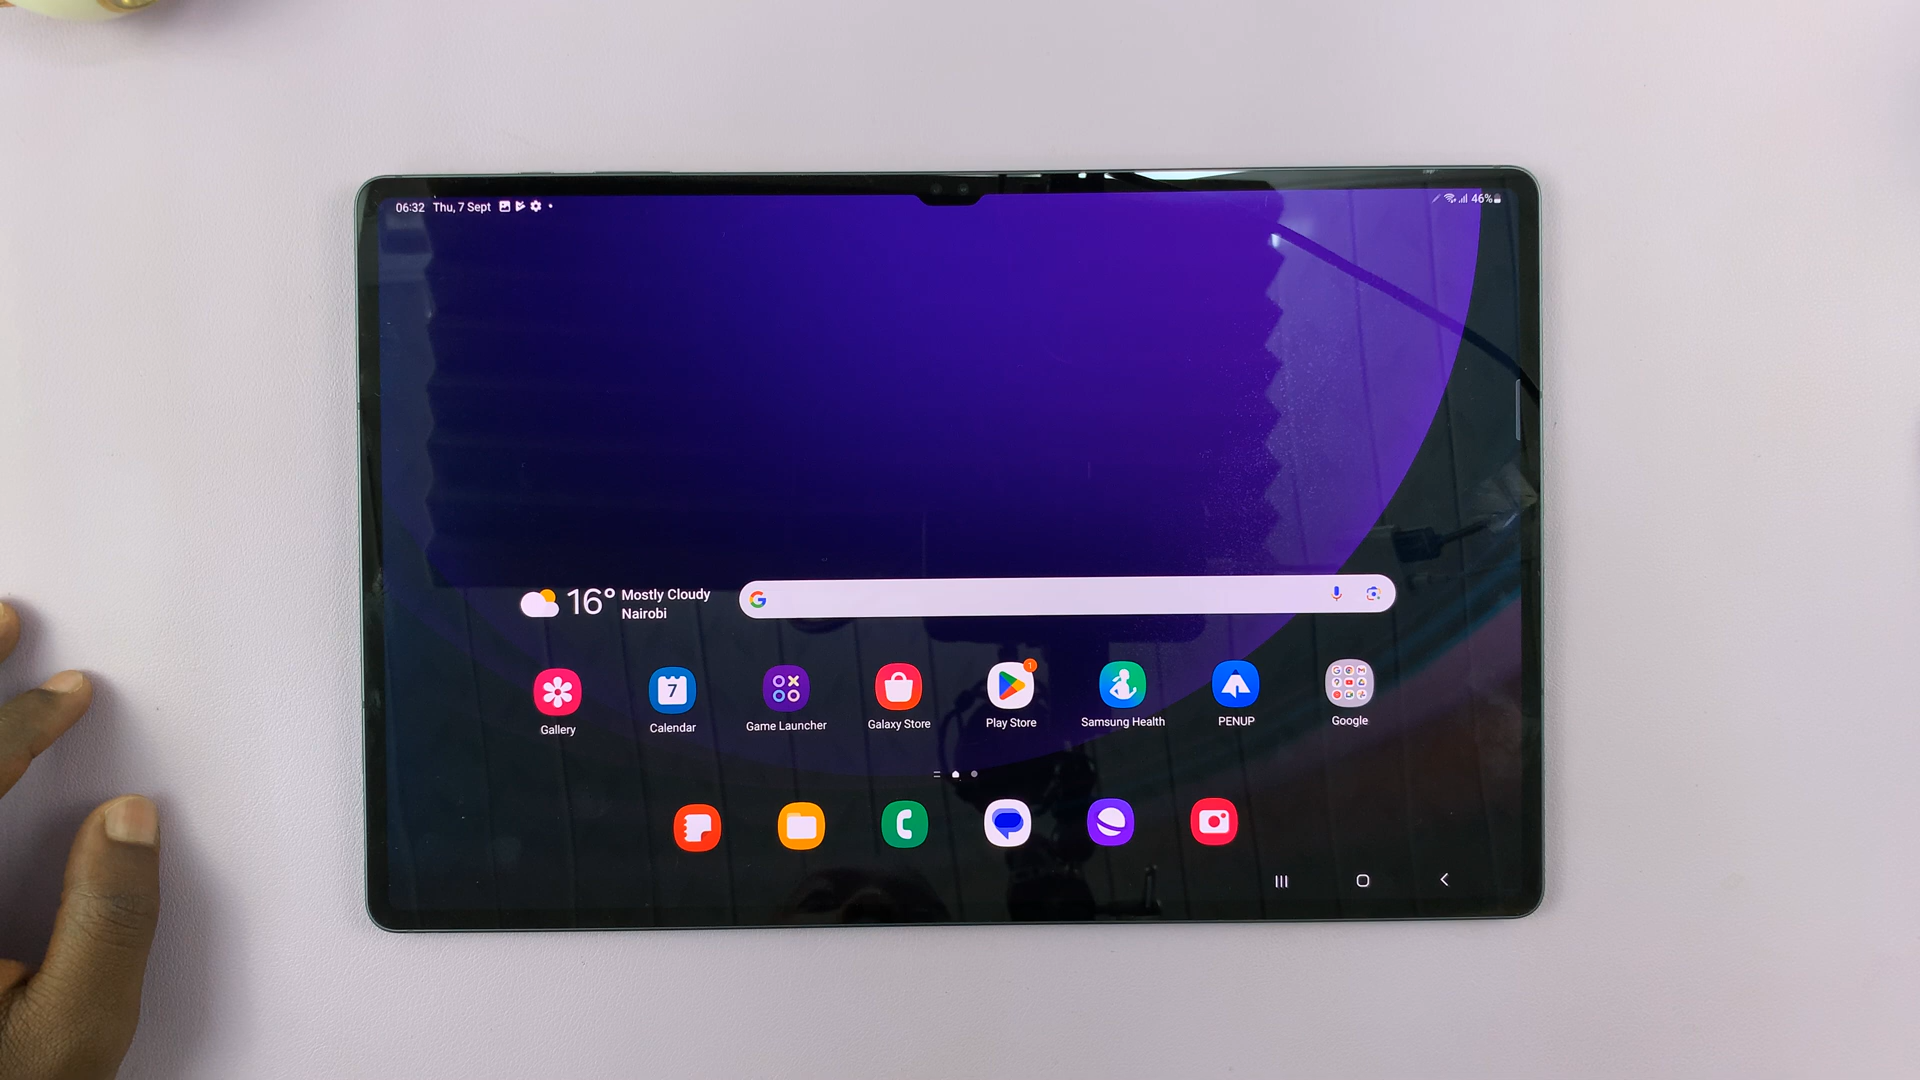 06:32 Thu, 7 Sept
46%
16° Mostly Cloudy
Nairobi
G
1
7
Gallery
Calendar
Game Launcher
Galaxy Store
Play Store
Samsung Health
PENUP
Google